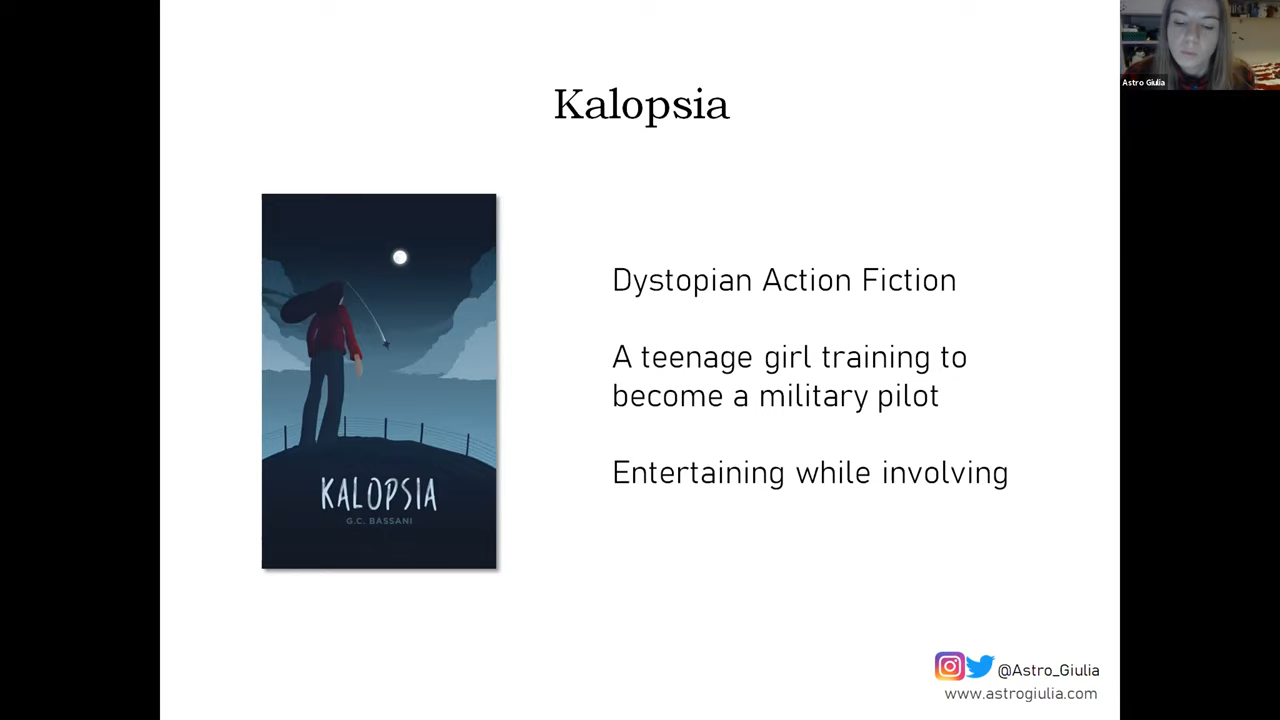 Kalopsia
Astro Giulia
KALOPSIA
G.C. BASSANI
Dystopian Action Fiction
A teenage girl training to
become a military pilot
Entertaining while involving
@Astro_Giulia
www.astrogiulia.com